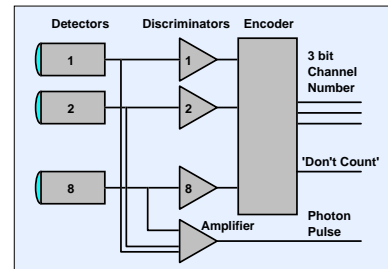 Detectors Discriminators Encoder
1 1
3 bit
Channel
Number
2 2
'Don't Count'
8 8
Amplifier
Photon
Pulse